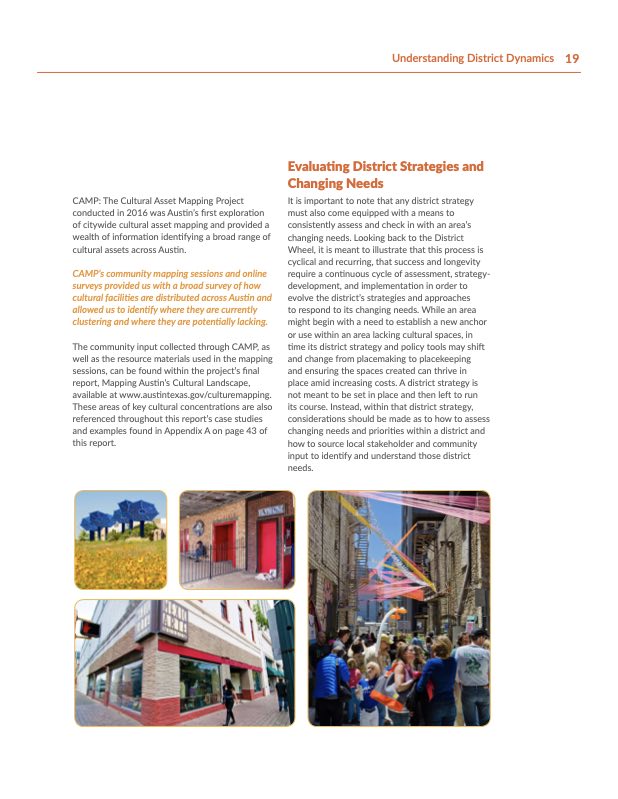 Understanding District Dynamics 19
CAMP: The Cultural Asset Mapping Project
conducted in 2016 was Austin's first exploration
of citywide cultural asset mapping and provided a
wealth of information identifying a broad range of
cultural assets across Austin.
CAMP's community mapping sessions and online
surveys provided us with a broad survey of how
cultural facilities are distributed across Austin and
allowed us to identify where they are currently
clustering and where they are potentially lacking.
The community input collected through CAMP, as
well as the resource materials used in the mapping
sessions, can be found within the project's final
report, Mapping Austin's Cultural Landscape,
available at www.austintexas.gov/culturemapping.
These areas of key cultural concentrations are also
referenced throughout this report's case studies
and examples found in Appendix A on page 43 of
this report.
Evaluating District Strategies and
Changing Needs
It is important to note that any district strategy
must also come equipped with a means to
consistently assess and check in with an area's
changing needs. Looking back to the District
Wheel, it is meant to illustrate that this process is
cyclical and recurring, that success and longevity
require a continuous cycle of assessment, strategy-
development, and implementation in order to
evolve the district's strategies and approaches
to respond to its changing needs. While an area
might begin with a need to establish a new anchor
or use within an area lacking cultural spaces, in
time its district strategy and policy tools may shift
and change from placemaking to placekeeping
and ensuring the spaces created can thrive in
place amid increasing costs. A district strategy is
not meant to be set in place and then left to run
its course. Instead, within that district strategy,
considerations should be made as to how to assess
changing needs and priorities within a district and
how to source local stakeholder and community
input to identify and understand those district
needs.